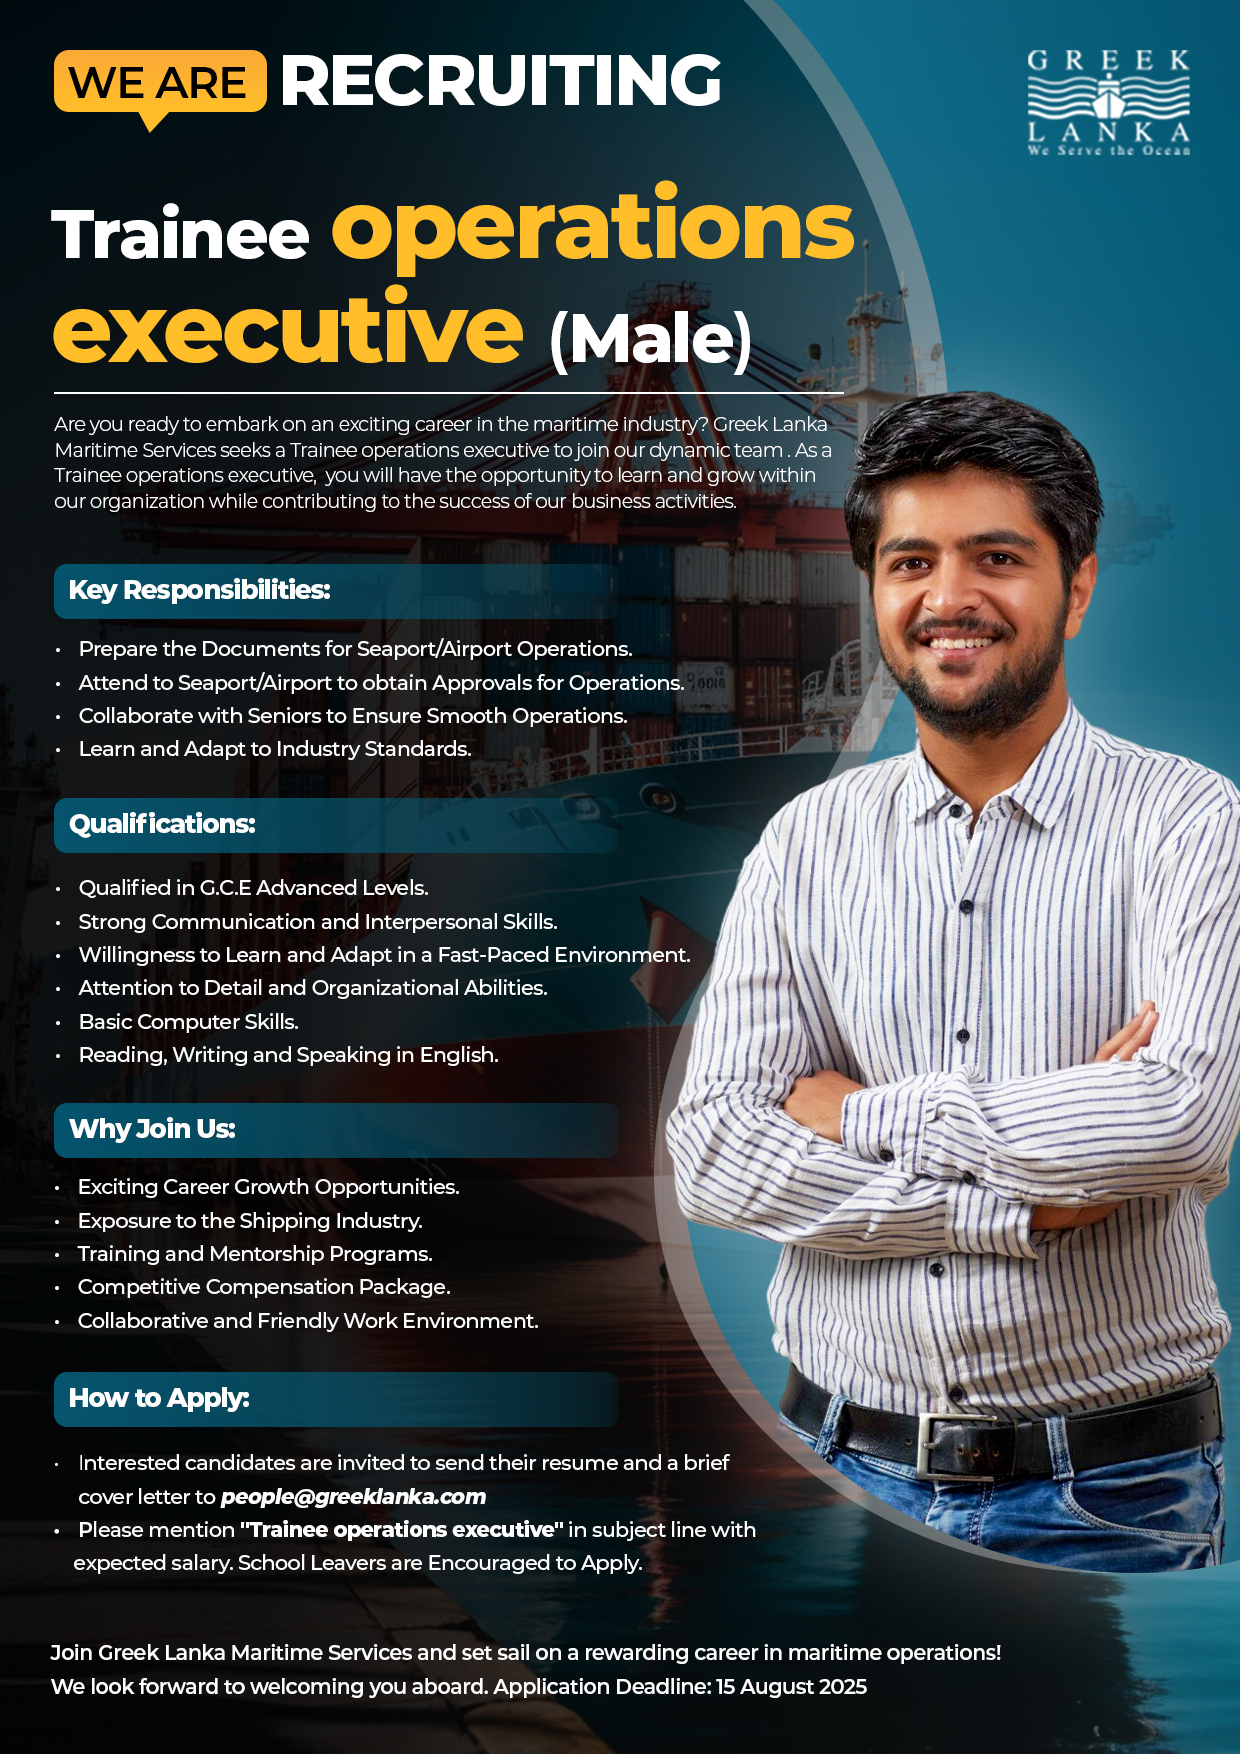 WE ARE RECRUITING
GREEK
LANKA
We Serve the Ocean
Trainee operations
executive (Male)
Are you ready to embark on an exciting career in the maritime industry? Greek Lanka
Maritime Services seeks a Trainee operations executive to join our dynamic team . As a
Trainee operations executive,  you will have the opportunity to learn and grow within
our organization while contributing to the success of our business activities.
Key Responsibilities:
• Prepare the Documents for Seaport/Airport Operations.
• Attend to Seaport/Airport to obtain Approvals for Operations.
• Collaborate with Seniors to Ensure Smooth Operations.
• Learn and Adapt to Industry Standards.
Qualifications:
• Qualified in G.C.E Advanced Levels.
• Strong Communication and Interpersonal Skills.
• Willingness to Learn and Adapt in a Fast-Paced Environment.
• Attention to Detail and Organizational Abilities.
• Basic Computer Skills.
• Reading, Writing and Speaking in English.
Why Join Us:
• Exciting Career Growth Opportunities.
• Exposure to the Shipping Industry.
• Training and Mentorship Programs.
• Competitive Compensation Package.
• Collaborative and Friendly Work Environment.
How to Apply:
• Interested candidates are invited to send their resume and a brief
cover letter to people@greeklanka.com
• Please mention "Trainee operations executive" in subject line with
expected salary. School Leavers are Encouraged to Apply.
Join Greek Lanka Maritime Services and set sail on a rewarding career in maritime operations!
We look forward to welcoming you aboard. Application Deadline: 15 August 2025